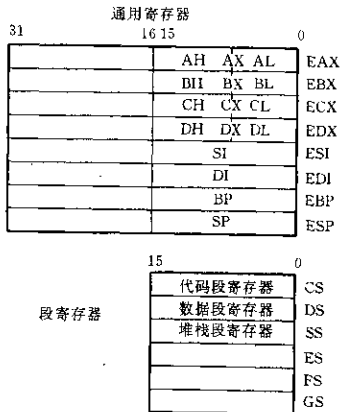 通用寄存器
31 16 15 0
AH AX AL EAX
BH BX BL EBX
CH CX CL ECX
DH DX DL EDX
SI ESI
DI EDI
BP EBP
SP ESP
15 0
代码段寄存器 CS
段寄存器 数据段寄存器 DS
堆栈段寄存器 SS
ES
FS
GS